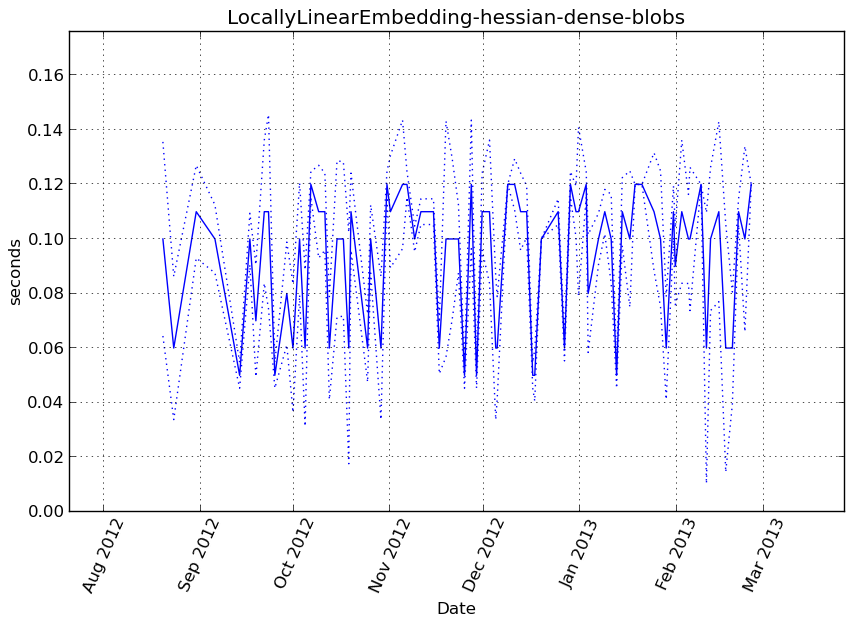 LocallyLinearEmbedding-hessian-dense-blobs
0.16
0.14
0.12
0.10
0.08
0.06
0.04
0.02
0.00
seconds
Aug 2012
Sep 2012
Oct 2012
Nov 2012
Dec 2012
Jan 2013
Feb 2013
Mar 2013
Date